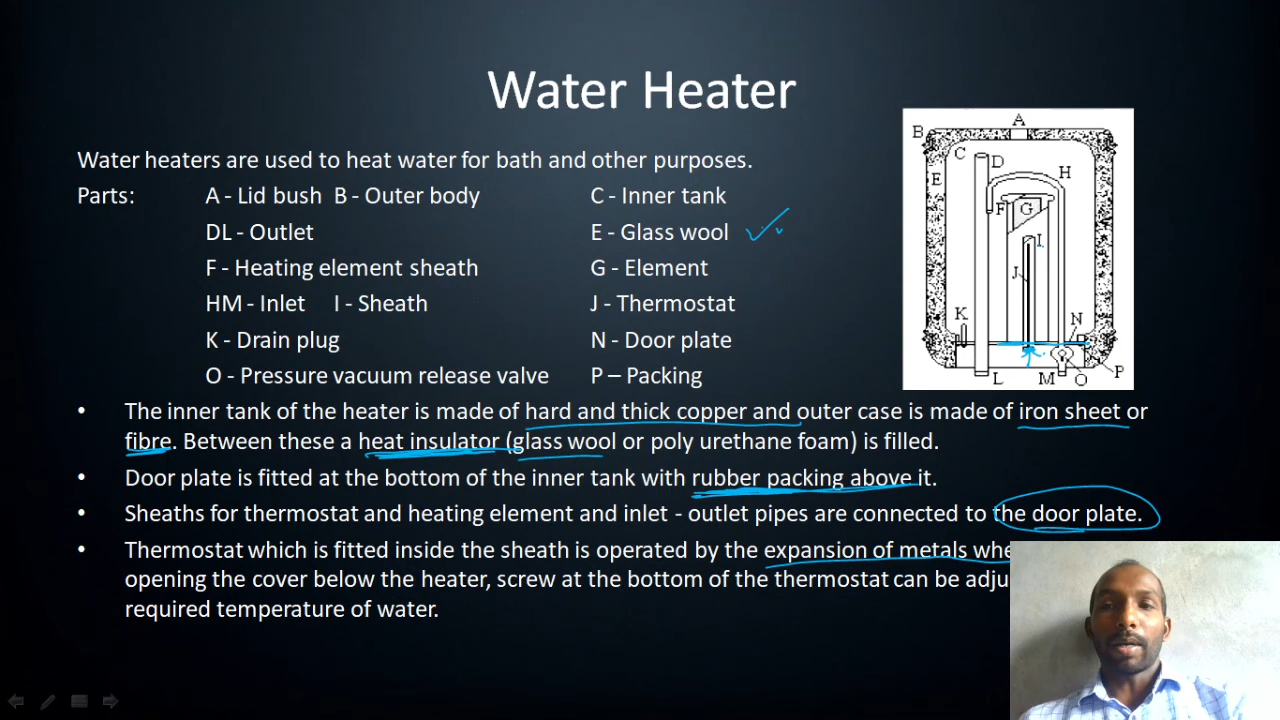 Water Heater
Water heaters are used to heat water for bath and other purposes.
Parts: A - Lid bush B - Outer body C - Inner tank
DL - Outlet E - Glass wool
F - Heating element sheath G - Element
HM - Inlet I - Sheath J - Thermostat
K - Drain plug N - Door plate
O - Pressure vacuum release valve P – Packing
• The inner tank of the heater is made of hard and thick copper and outer case is made of iron sheet or
fibre. Between these a heat insulator (glass wool or poly urethane foam) is filled.
• Door plate is fitted at the bottom of the inner tank with rubber packing above it.
• Sheaths for thermostat and heating element and inlet - outlet pipes are connected to the door plate.
• Thermostat which is fitted inside the sheath is operated by the expansion of metals
opening the cover below the heater, screw at the bottom of the thermostat can be
required temperature of water.
A
B
C D
E H
F G
I
J
K N
L M O P